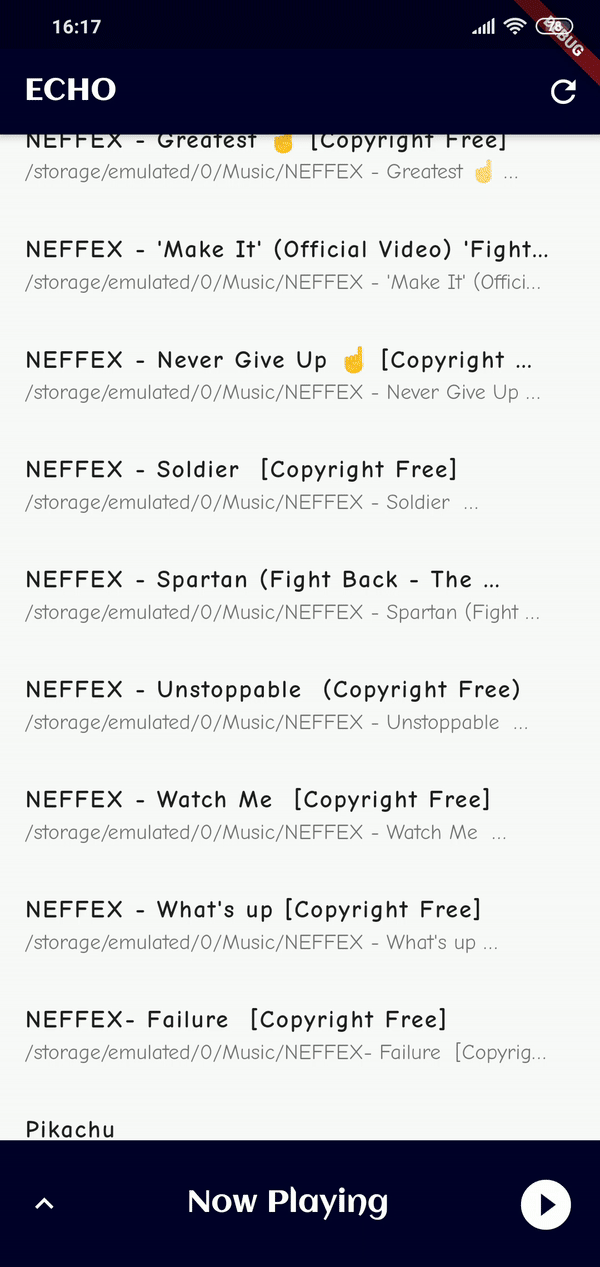 16:17
78
DEBUG
ECHO
NEFFEX - Greatest ☝ [Copyright Free]
/storage/emulated/0/Music/NEFFEX - Greatest ☝ ...
NEFFEX - 'Make It' (Official Video) 'Fight...
/storage/emulated/0/Music/NEFFEX - 'Make It' (Offici...
NEFFEX - Never Give Up ☝ [Copyright ...
/storage/emulated/0/Music/NEFFEX - Never Give Up ...
NEFFEX - Soldier  [Copyright Free]
/storage/emulated/0/Music/NEFFEX - Soldier  ...
NEFFEX - Spartan (Fight Back - The ...
/storage/emulated/0/Music/NEFFEX - Spartan (Fight ...
NEFFEX - Unstoppable  (Copyright Free)
/storage/emulated/0/Music/NEFFEX - Unstoppable  ...
NEFFEX - Watch Me  [Copyright Free]
/storage/emulated/0/Music/NEFFEX - Watch Me  ...
NEFFEX - What's up [Copyright Free]
/storage/emulated/0/Music/NEFFEX - What's up ...
NEFFEX- Failure  [Copyright Free]
/storage/emulated/0/Music/NEFFEX- Failure  [Copyrig...
Pikachu
Now Playing